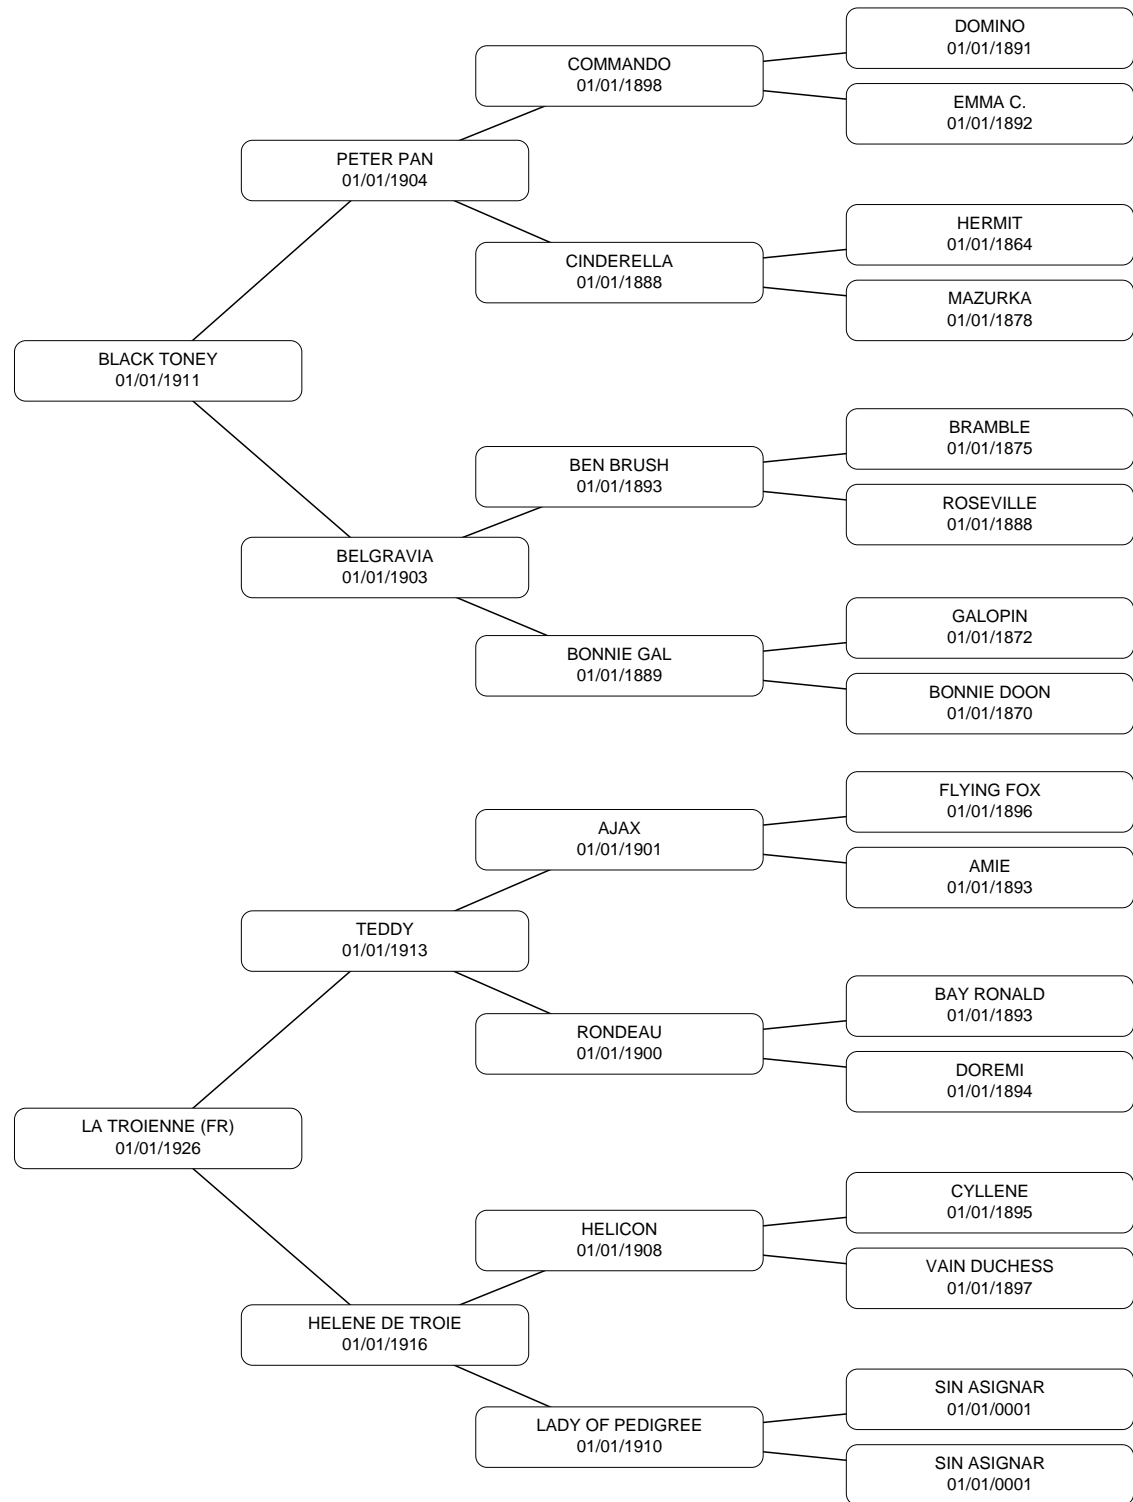 DOMINO
01/01/1891
COMMANDO
01/01/1898
EMMA C.
01/01/1892
PETER PAN
01/01/1904
HERMIT
01/01/1864
CINDERELLA
01/01/1888
MAZURKA
01/01/1878
BLACK TONEY
01/01/1911
BRAMBLE
01/01/1875
BEN BRUSH
01/01/1893
ROSEVILLE
01/01/1888
BELGRAVIA
01/01/1903
GALOPIN
01/01/1872
BONNIE GAL
01/01/1889
BONNIE DOON
01/01/1870
FLYING FOX
01/01/1896
AJAX
01/01/1901
AMIE
01/01/1893
TEDDY
01/01/1913
BAY RONALD
01/01/1893
RONDEAU
01/01/1900
DOREMI
01/01/1894
LA TROIENNE (FR)
01/01/1926
CYLLENE
01/01/1895
HELICON
01/01/1908
VAIN DUCHESS
01/01/1897
HELENE DE TROIE
01/01/1916
SIN ASIGNAR
01/01/0001
LADY OF PEDIGREE
01/01/1910
SIN ASIGNAR
01/01/0001